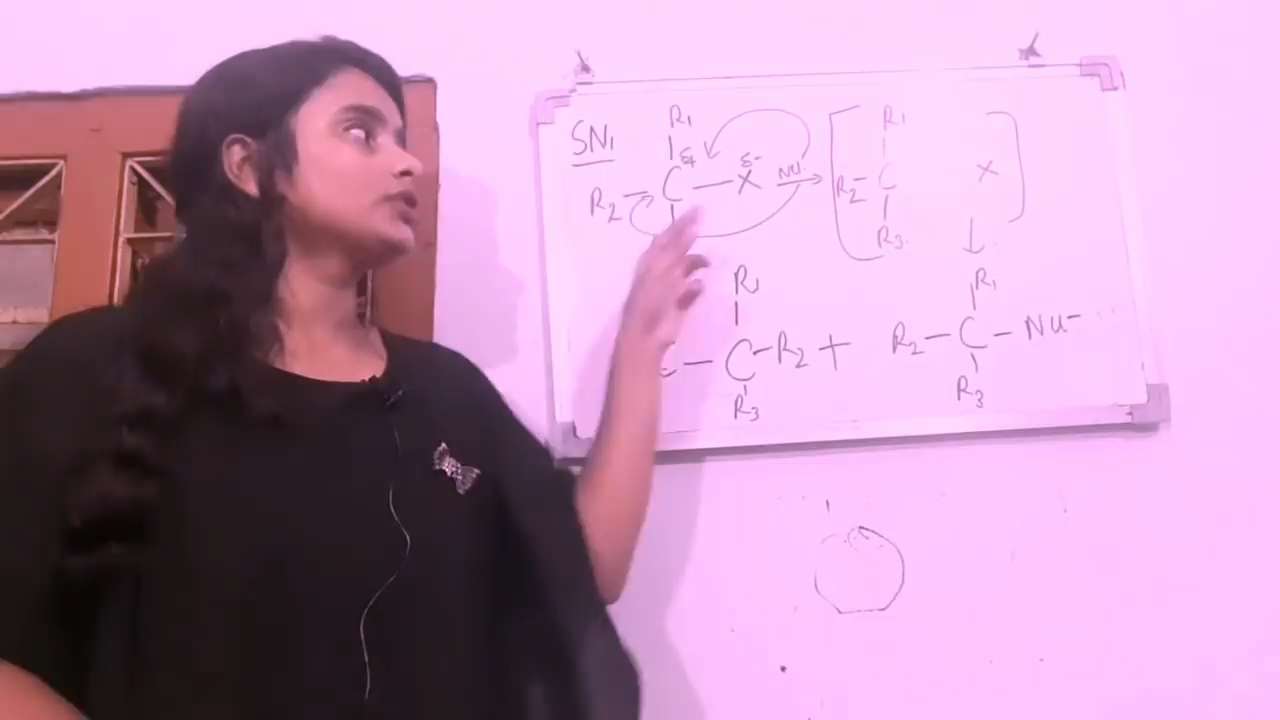 SN1
R1 R1
δ+ δ-
R2 — C — X Nu: → [ R2 - C X ]
R3
↓
R1 R1
C — C - R2 + R2 — C — Nu-
R3 R3